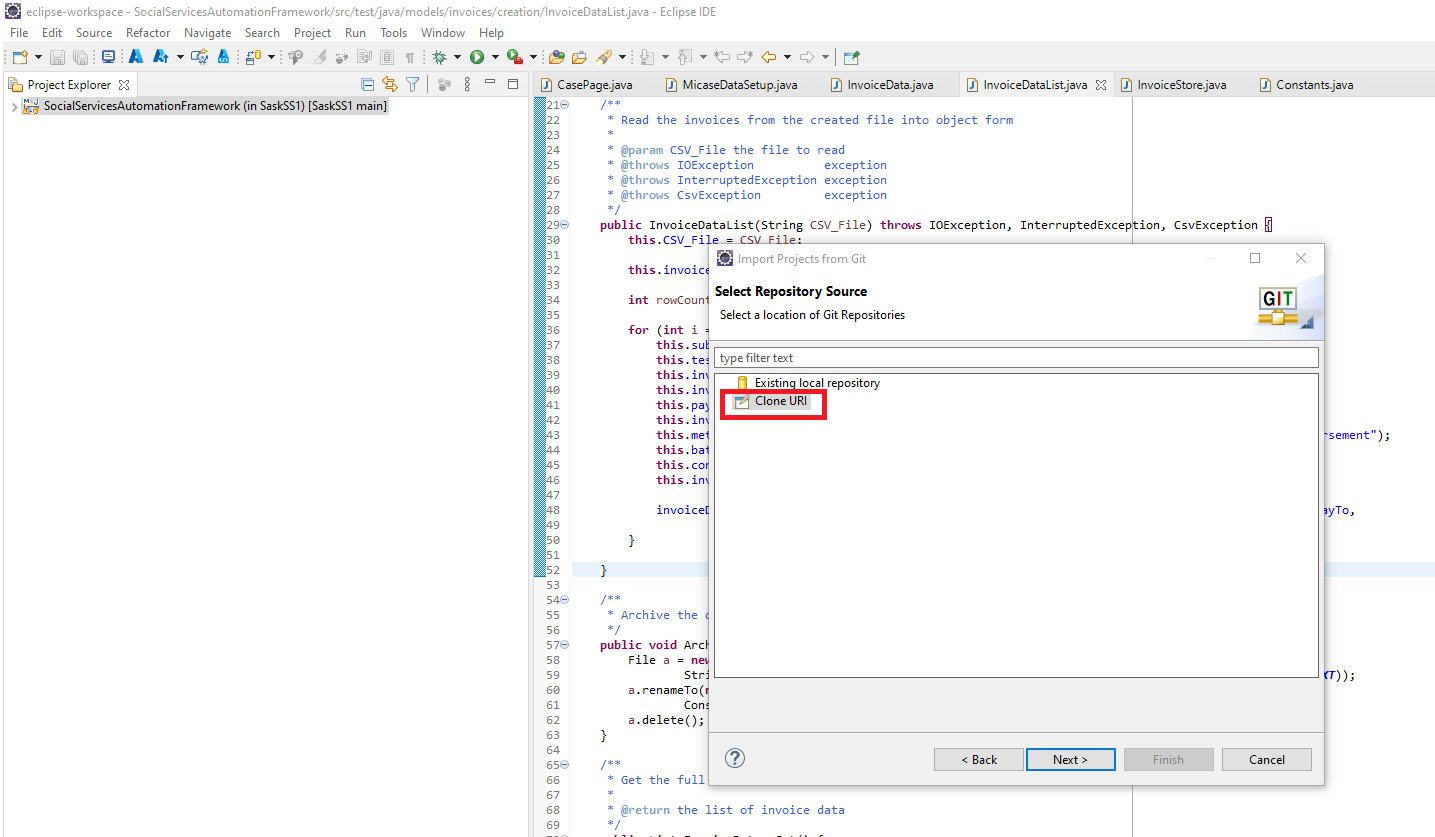 eclipse-workspace - SocialServicesAutomationFramework/src/test/java/models/invoices/creation/InvoiceDataList.java - Eclipse IDE
File Edit Source Refactor Navigate Search Project Run Tools Window Help
Project Explorer
SocialServicesAutomationFramework (in SaskSS1) [SaskSS1 main]
CasePage.java MicaseDataSetup.java InvoiceData.java InvoiceDataList.java InvoiceStore.java Constants.java
21 /**
22 * Read the invoices from the created file into object form
23 *
24 * @param CSV_File the file to read
25 * @throws IOException exception
26 * @throws InterruptedException exception
27 * @throws CsvException exception
28 */
29 public InvoiceDataList(String CSV_File) throws IOException, InterruptedException, CsvException {
30 this.CSV_File = CSV_File;
31
32 this.invoice
33
34 int rowCount
35
36 for (int i =
37 this.sub
38 this.tes
39 this.inv
40 this.inv
41 this.pay
42 this.inv
43 this.met rsement");
44 this.bat
45 this.con
46 this.inv
47
48 invoiceD ayTo,
49
50 }
51
52 }
53
54 /**
55 * Archive the
56 */
57 public void Arch
58 File a = new
59 Stri XT));
60 a.renameTo(
61 Cons
62 a.delete();
63 }
64
65 /**
66 * Get the full
67 *
68 * @return the list of invoice data
69 */
Import Projects from Git
Select Repository Source
Select a location of Git Repositories
GIT
type filter text
Existing local repository
Clone URI
?
< Back Next > Finish Cancel